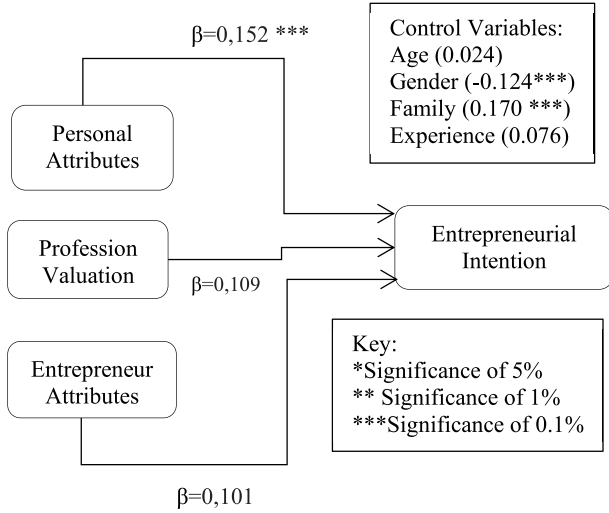 β=0,152 ***
Control Variables:
Age (0.024)
Gender (-0.124***)
Family (0.170 ***)
Experience (0.076)
Personal
Attributes
Profession
Valuation
β=0,109
Entrepreneurial
Intention
Entrepreneur
Attributes
Key:
*Significance of 5%
** Significance of 1%
***Significance of 0.1%
β=0,101